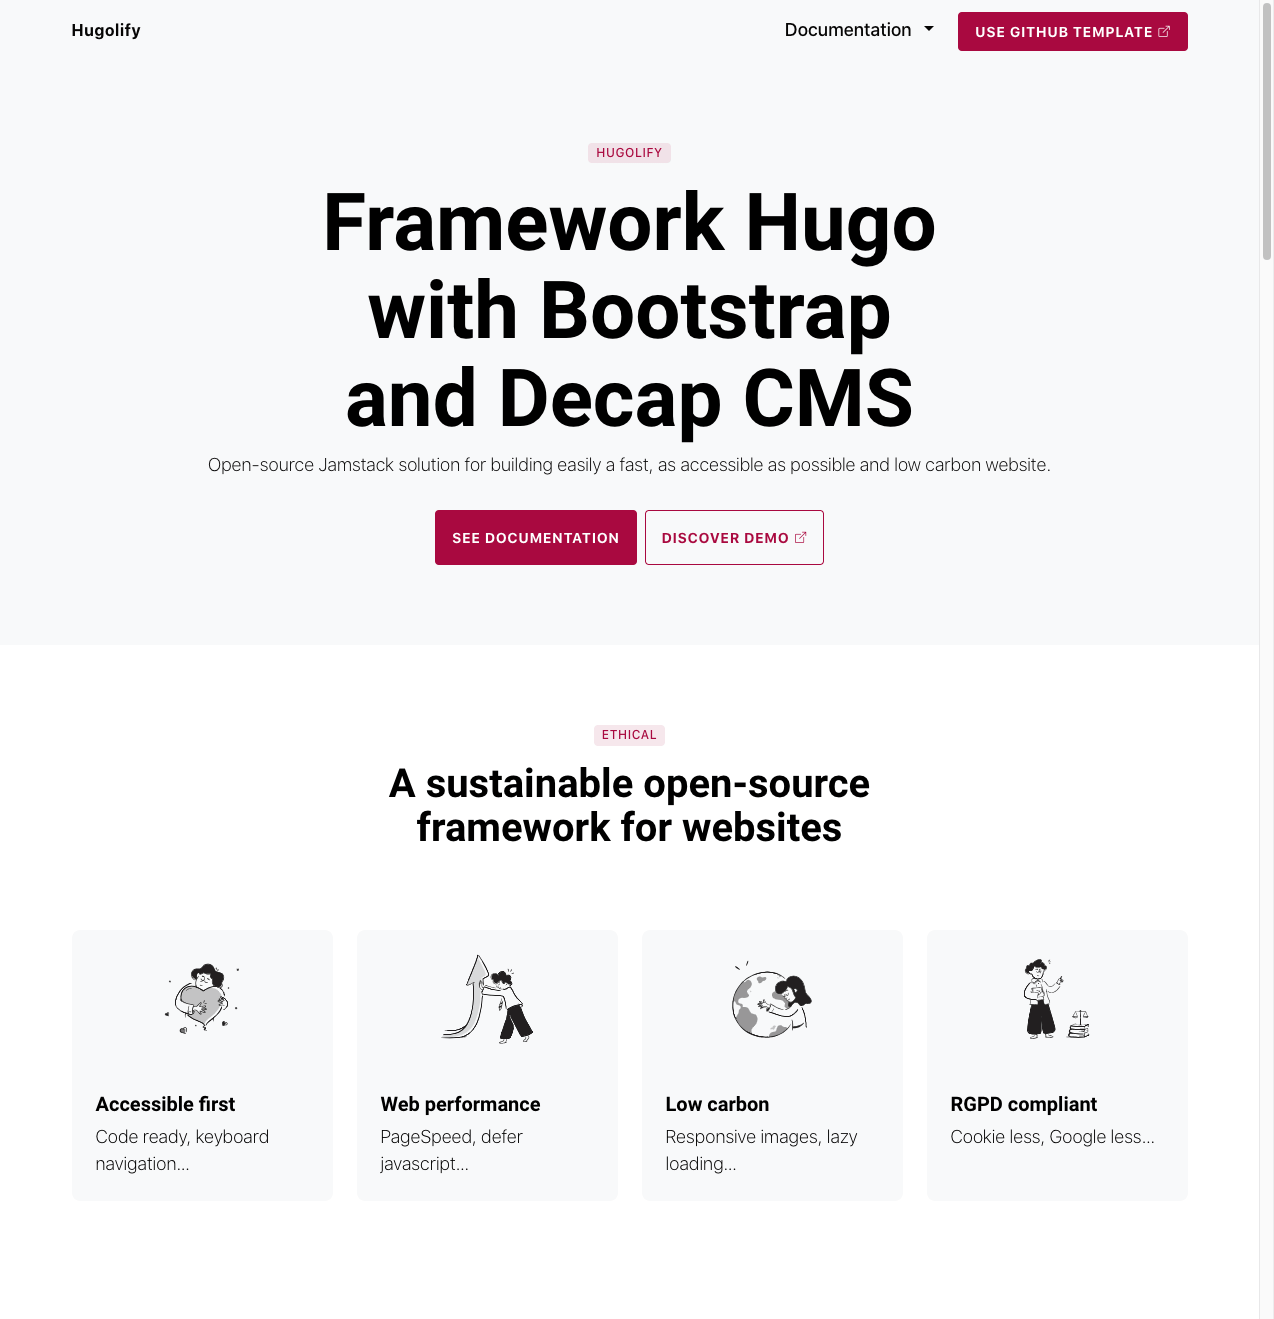 Hugolify
Documentation
USE GITHUB TEMPLATE
HUGOLIFY
Framework Hugo
with Bootstrap
and Decap CMS
Open-source Jamstack solution for building easily a fast, as accessible as possible and low carbon website.
SEE DOCUMENTATION
DISCOVER DEMO
ETHICAL
A sustainable open-source
framework for websites
Accessible first
Code ready, keyboard
navigation...
Web performance
PageSpeed, defer
javascript...
Low carbon
Responsive images, lazy
loading...
RGPD compliant
Cookie less, Google less...